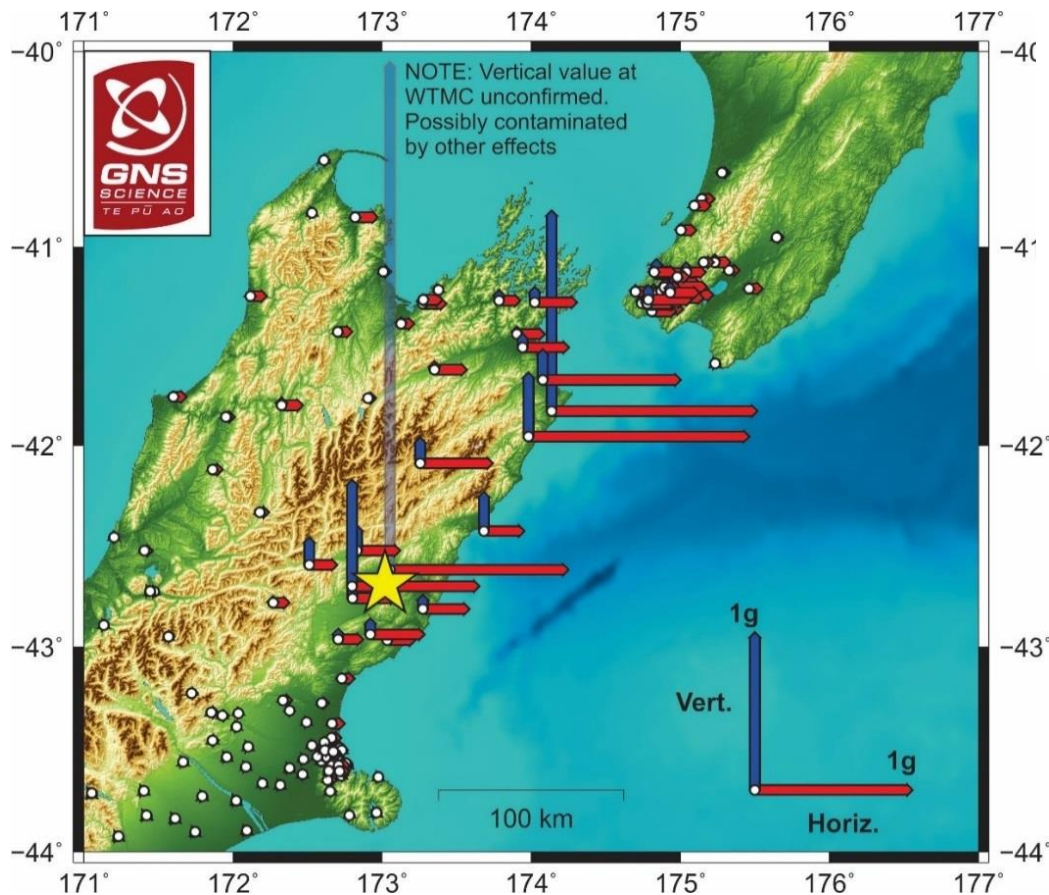 171° 172° 173° 174° 175° 176° 177°
−40° −40°
NOTE: Vertical value at
WTMC unconfirmed.
Possibly contaminated
by other effects
GNS
SCIENCE
TE PŪ AO
−41° −41°
−42° −42°
−43° −43°
1g
Vert.
1g
100 km
Horiz.
−44° −44°
171° 172° 173° 174° 175° 176° 177°